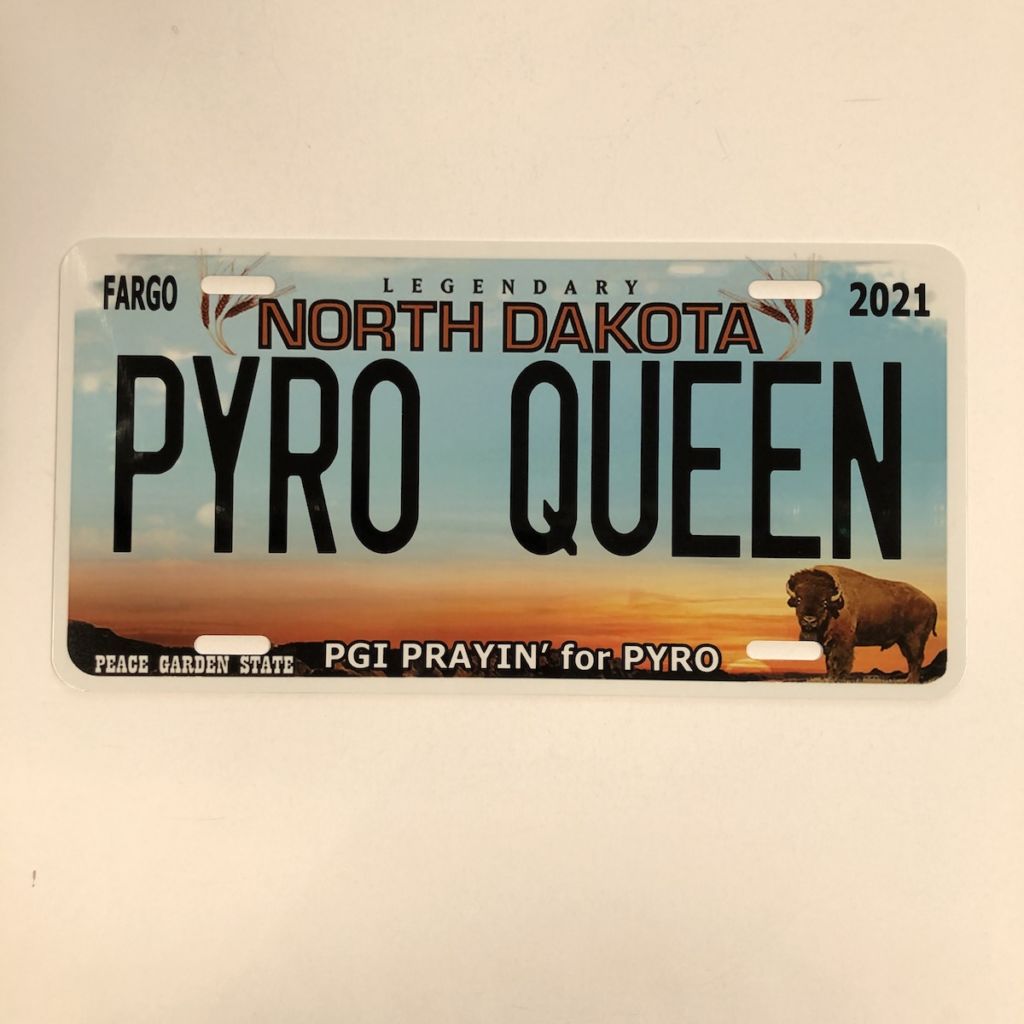 FARGO
LEGENDARY
2021
NORTH DAKOTA
PYRO QUEEN
PEACE GARDEN STATE
PGI PRAYIN’ for PYRO